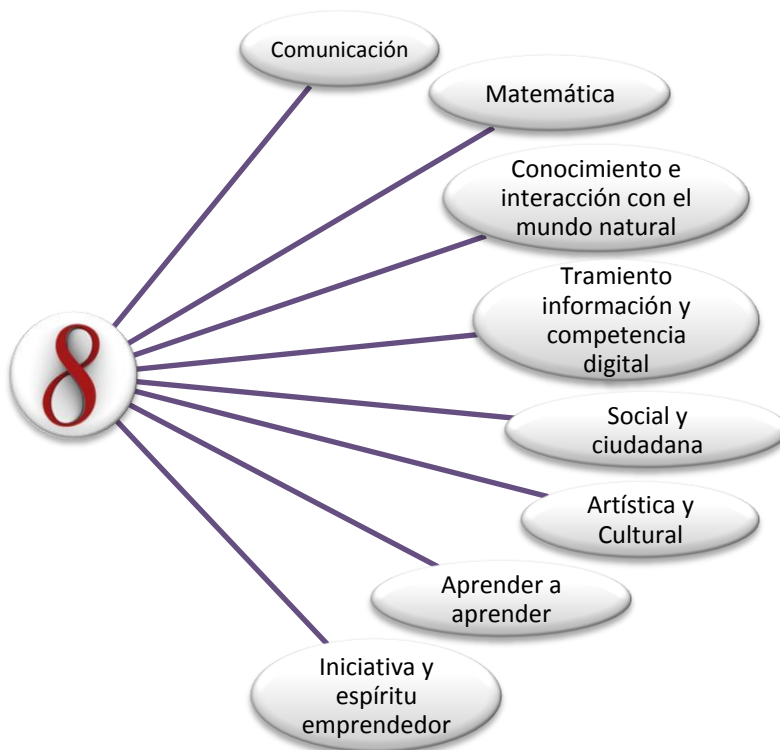 Comunicación
Matemática
Conocimiento e
interacción con el
mundo natural
Tramiento
información y
competencia
digital
8
Social y
ciudadana
Artística y
Cultural
Aprender a
aprender
Iniciativa y
espíritu
emprendedor